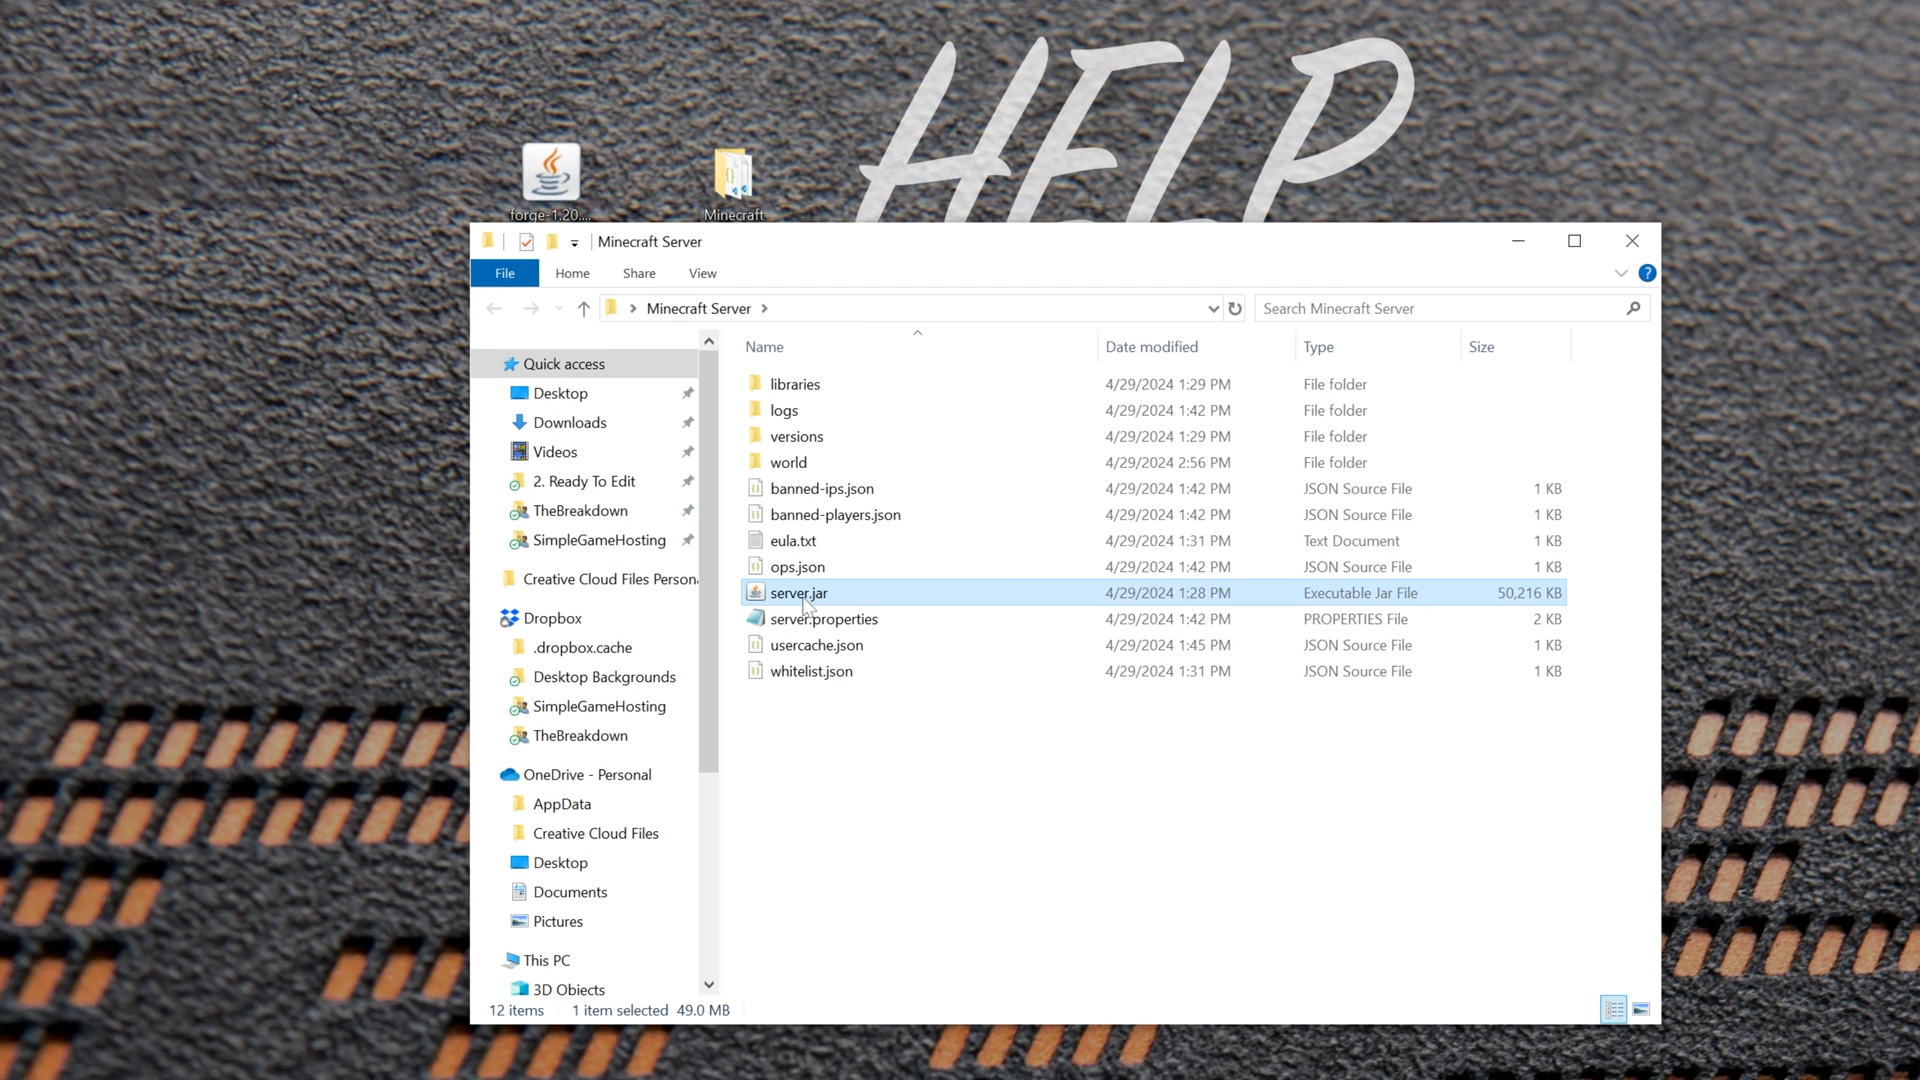 HELP
forge-1.20....
Minecraft
Minecraft Server
File
Home
Share
View
Minecraft Server
Search Minecraft Server
Name
Date modified
Type
Size
Quick access
Desktop
Downloads
Videos
2. Ready To Edit
TheBreakdown
SimpleGameHosting
Creative Cloud Files Person
Dropbox
.dropbox.cache
Desktop Backgrounds
SimpleGameHosting
TheBreakdown
OneDrive - Personal
AppData
Creative Cloud Files
Desktop
Documents
Pictures
This PC
3D Objects
libraries 4/29/2024 1:29 PM File folder
logs 4/29/2024 1:42 PM File folder
versions 4/29/2024 1:29 PM File folder
world 4/29/2024 2:56 PM File folder
banned-ips.json 4/29/2024 1:42 PM JSON Source File 1 KB
banned-players.json 4/29/2024 1:42 PM JSON Source File 1 KB
eula.txt 4/29/2024 1:31 PM Text Document 1 KB
ops.json 4/29/2024 1:42 PM JSON Source File 1 KB
server.jar 4/29/2024 1:28 PM Executable Jar File 50,216 KB
server.properties 4/29/2024 1:42 PM PROPERTIES File 2 KB
usercache.json 4/29/2024 1:45 PM JSON Source File 1 KB
whitelist.json 4/29/2024 1:31 PM JSON Source File 1 KB
12 items
1 item selected 49.0 MB